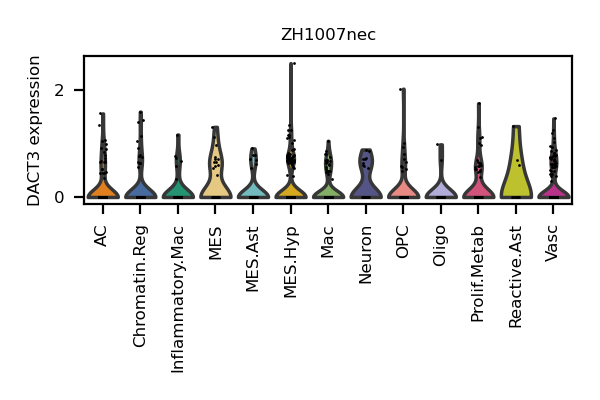 ZH1007nec
DACT3 expression
2
0
AC
Chromatin.Reg
Inflammatory.Mac
MES
MES.Ast
MES.Hyp
Mac
Neuron
OPC
Oligo
Prolif.Metab
Reactive.Ast
Vasc